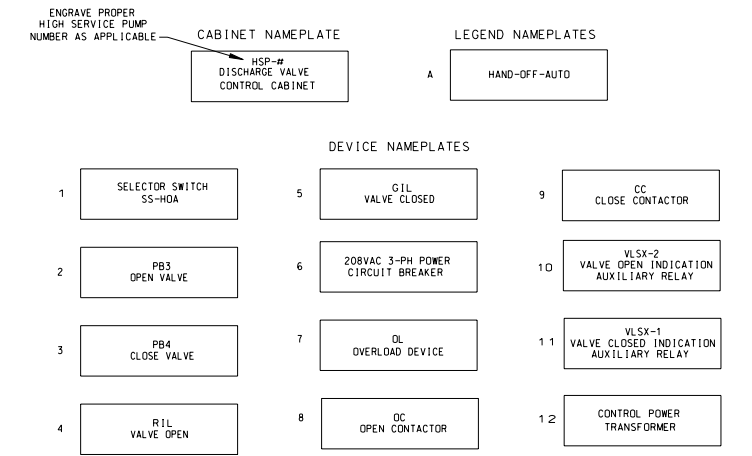 ENGRAVE PROPER
HIGH SERVICE PUMP
NUMBER AS APPLICABLE
CABINET NAMEPLATE
HSP-#
DISCHARGE VALVE
CONTROL CABINET
LEGEND NAMEPLATES
A
HAND-OFF-AUTO
DEVICE NAMEPLATES
1
SELECTOR SWITCH
SS-HOA
2
PB3
OPEN VALVE
3
PB4
CLOSE VALVE
4
RIL
VALVE OPEN
5
GIL
VALVE CLOSED
6
208VAC 3-PH POWER
CIRCUIT BREAKER
7
OL
OVERLOAD DEVICE
8
OC
OPEN CONTACTOR
9
CC
CLOSE CONTACTOR
10
VLSX-2
VALVE OPEN INDICATION
AUXILIARY RELAY
11
VLSX-1
VALVE CLOSED INDICATION
AUXILIARY RELAY
12
CONTROL POWER
TRANSFORMER